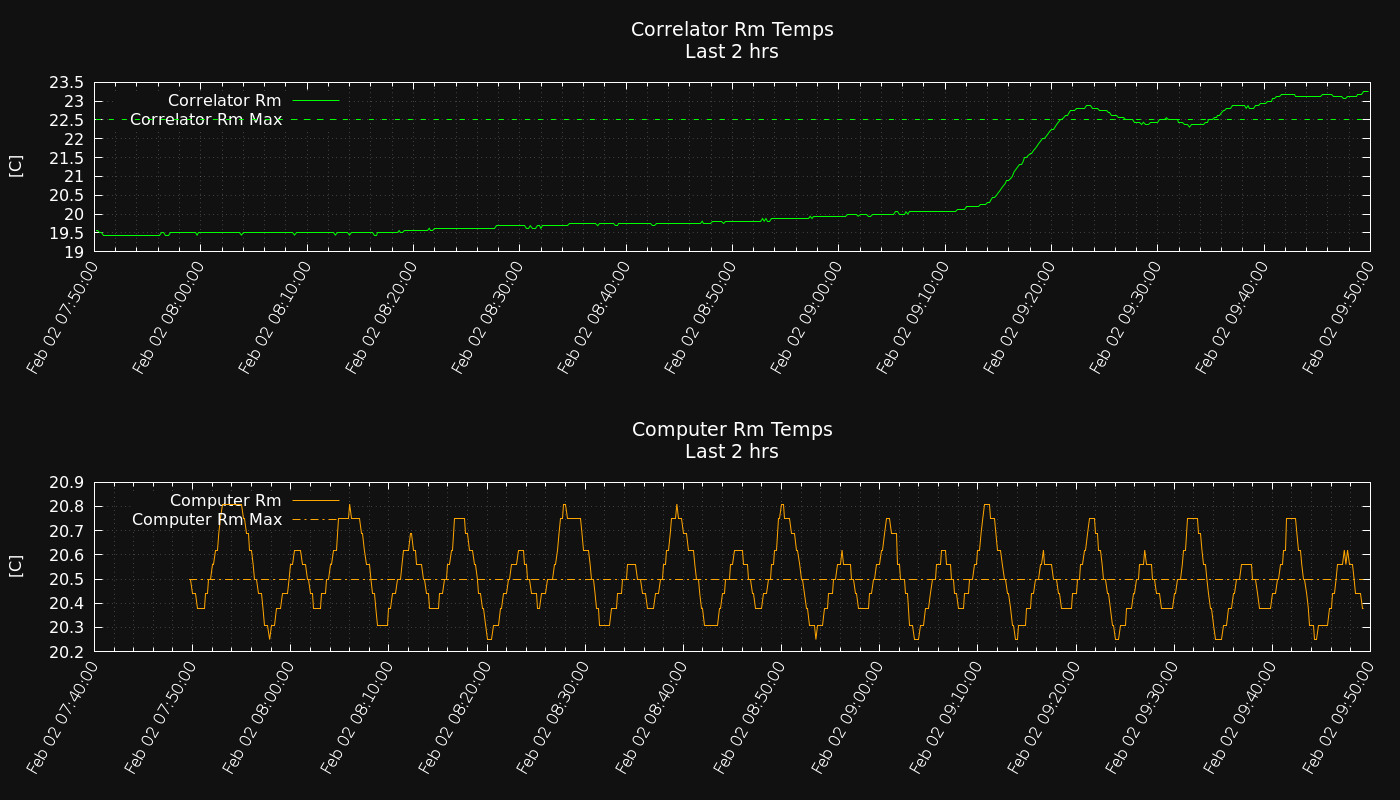 Correlator Rm Temps
Last 2 hrs
23.5
23
22.5
22
21.5
21
20.5
20
19.5
19
[C]
Correlator Rm
Correlator Rm Max
Feb 02 07:50:00
Feb 02 08:00:00
Feb 02 08:10:00
Feb 02 08:20:00
Feb 02 08:30:00
Feb 02 08:40:00
Feb 02 08:50:00
Feb 02 09:00:00
Feb 02 09:10:00
Feb 02 09:20:00
Feb 02 09:30:00
Feb 02 09:40:00
Feb 02 09:50:00
Computer Rm Temps
Last 2 hrs
20.9
20.8
20.7
20.6
20.5
20.4
20.3
20.2
[C]
Computer Rm
Computer Rm Max
Feb 02 07:40:00
Feb 02 07:50:00
Feb 02 08:00:00
Feb 02 08:10:00
Feb 02 08:20:00
Feb 02 08:30:00
Feb 02 08:40:00
Feb 02 08:50:00
Feb 02 09:00:00
Feb 02 09:10:00
Feb 02 09:20:00
Feb 02 09:30:00
Feb 02 09:40:00
Feb 02 09:50:00